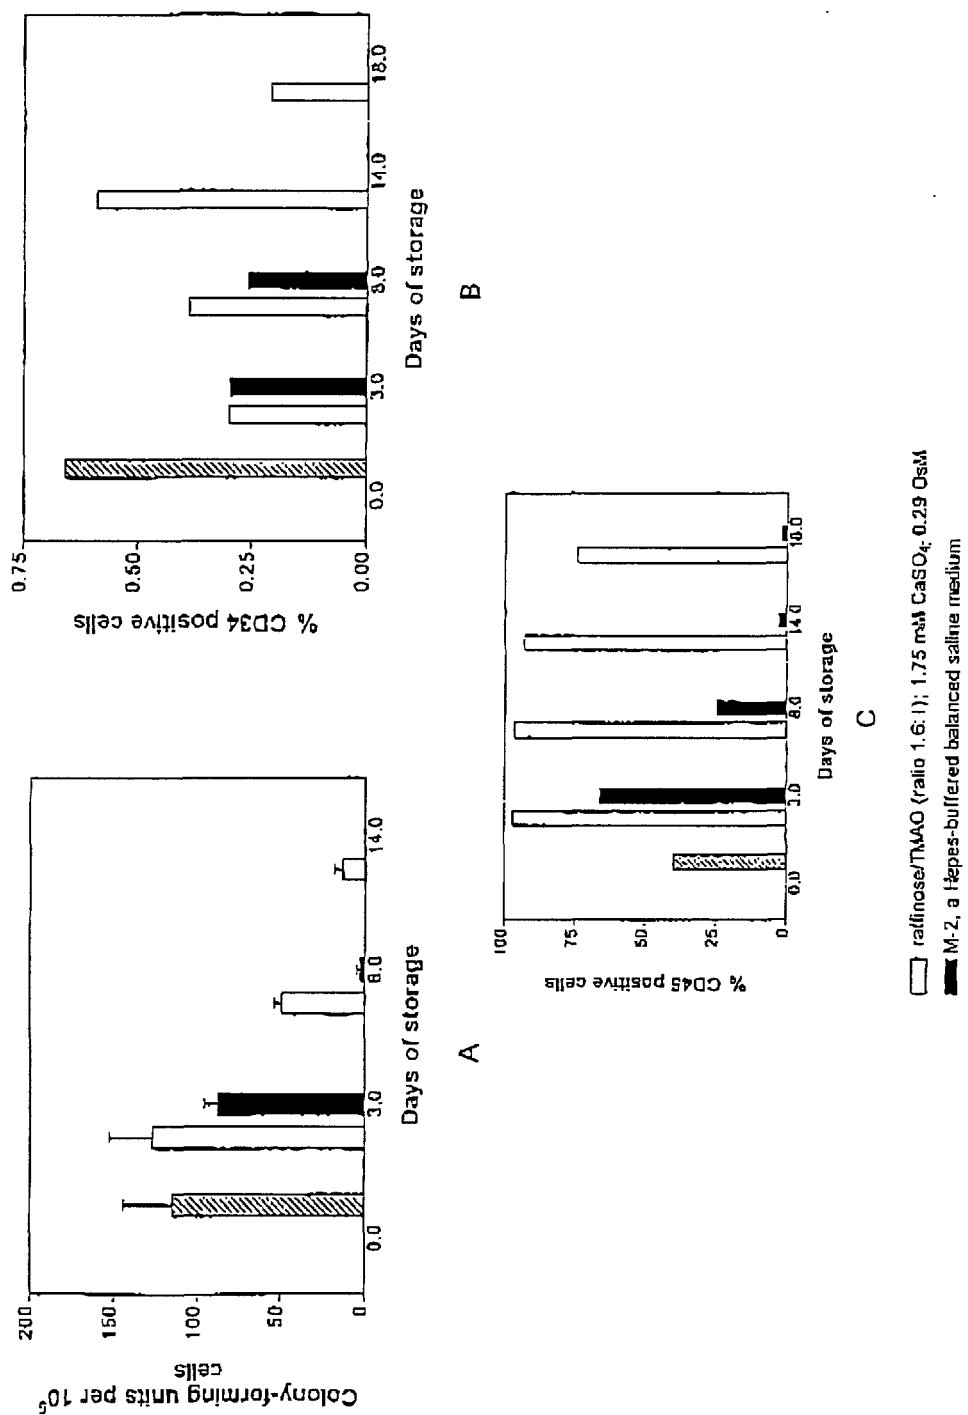 Colony-forming units per 10⁵
cells
200
150
100
50
0
0.0
3.0
8.0
14.0
Days of storage
A
% CD34 positive cells
0.75
0.50
0.25
0.00
0.0
3.0
8.0
14.0
18.0
Days of storage
B
% CD45 positive cells
100
75
50
25
0
0.0
3.0
8.0
14.0
18.0
Days of storage
C
raffinose/TMAO (ratio 1.6:1); 1.75 mM CaSO₄; 0.29 OsM
M-2, a Hepes-buffered balanced saline medium